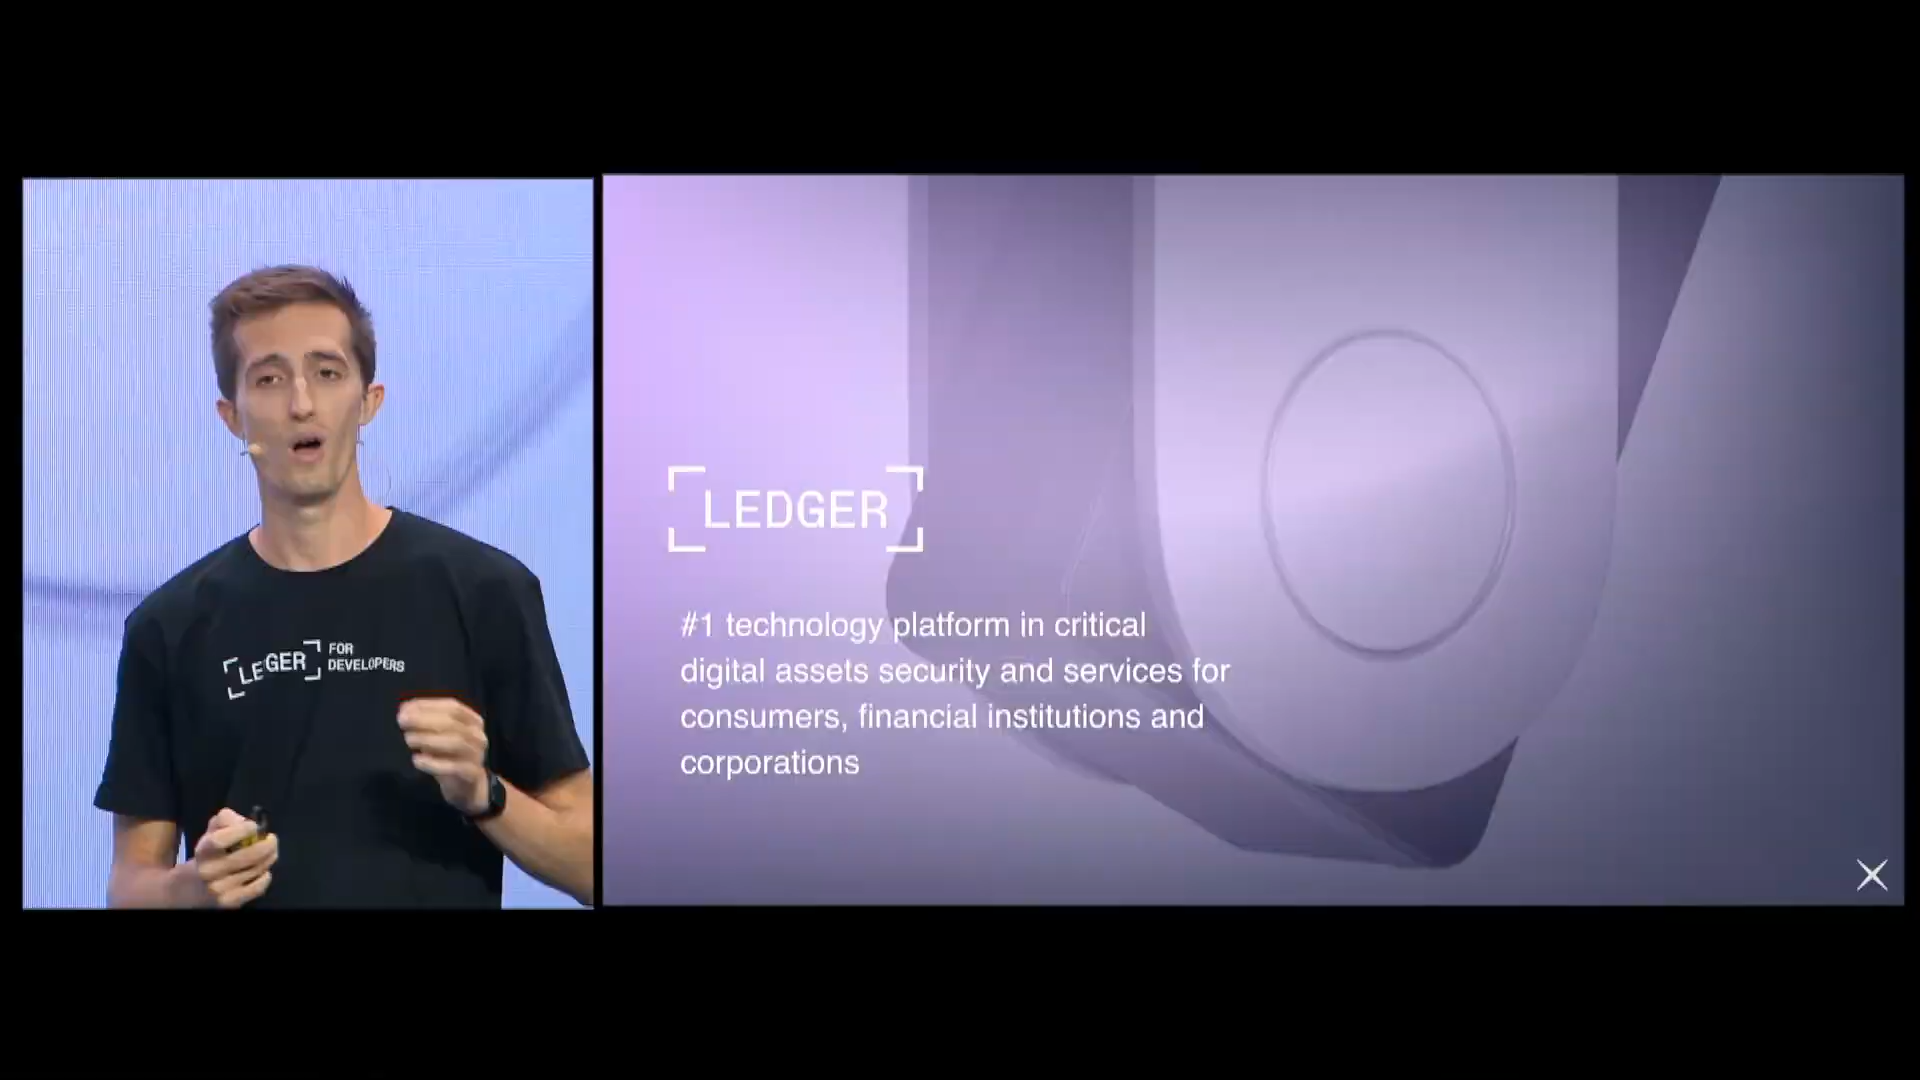 LEDGER
FOR
DEVELOPERS
LEDGER
#1 technology platform in critical
digital assets security and services for
consumers, financial institutions and
corporations